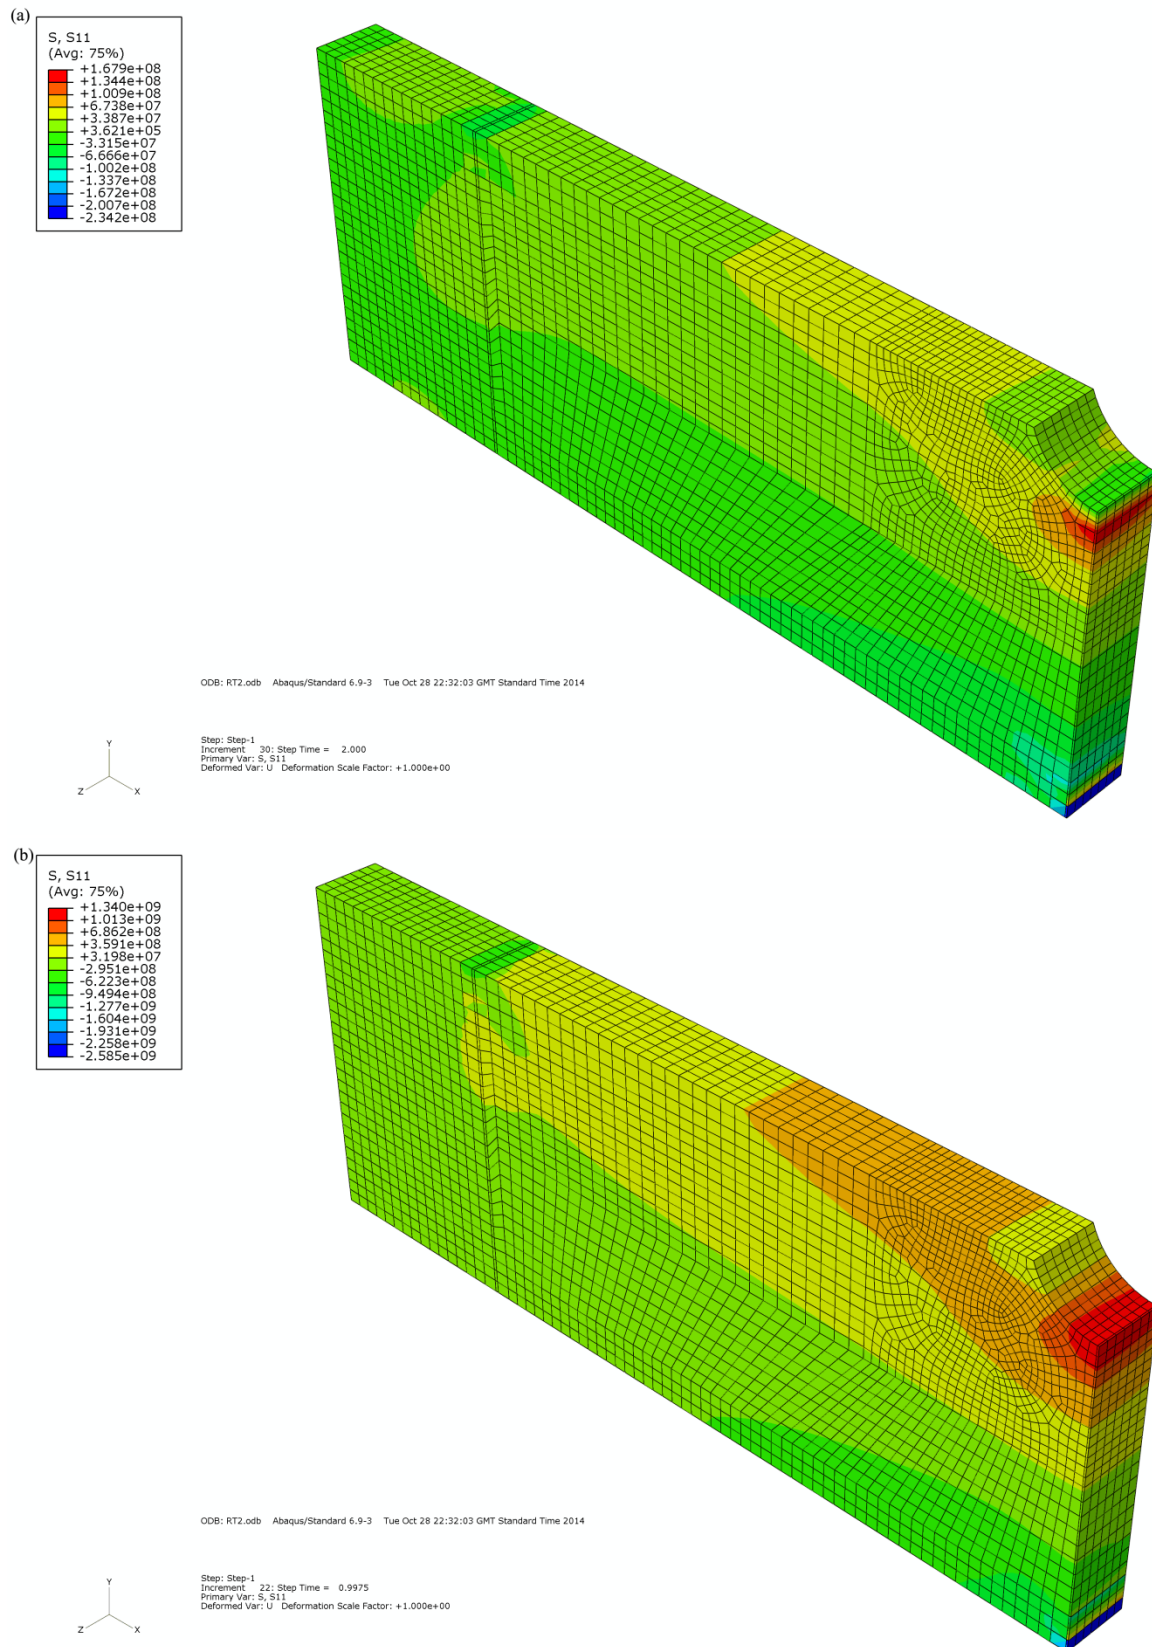 (a)
S, S11
(Avg: 75%)
+1.679e+08
+1.344e+08
+1.009e+08
+6.738e+07
+3.387e+07
+3.621e+05
-3.315e+07
-6.666e+07
-1.002e+08
-1.337e+08
-1.672e+08
-2.007e+08
-2.342e+08
ODB: RT2.odb Abaqus/Standard 6.9-3 Tue Oct 28 22:32:03 GMT Standard Time 2014
Step: Step-1
Increment 30: Step Time = 2.000
Primary Var: S, S11
Deformed Var: U Deformation Scale Factor: +1.000e+00
Y
Z X
(b)
S, S11
(Avg: 75%)
+1.340e+09
+1.013e+09
+6.862e+08
+3.591e+08
+3.198e+07
-2.951e+08
-6.223e+08
-9.494e+08
-1.277e+09
-1.604e+09
-1.931e+09
-2.258e+09
-2.585e+09
ODB: RT2.odb Abaqus/Standard 6.9-3 Tue Oct 28 22:32:03 GMT Standard Time 2014
Step: Step-1
Increment 22: Step Time = 0.9975
Primary Var: S, S11
Deformed Var: U Deformation Scale Factor: +1.000e+00
Y
Z X